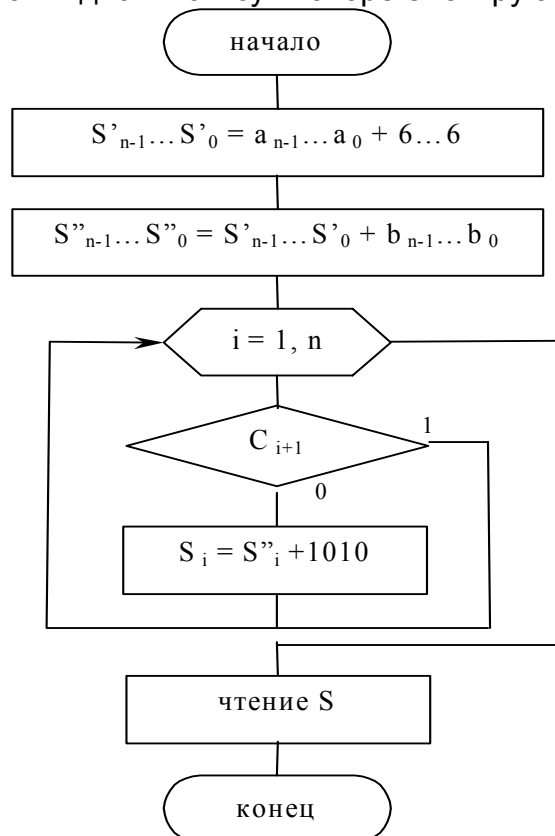 начало
S’n-1… S’0 = a n-1… a 0 + 6…6
S”n-1… S”0 = S’n-1… S’0 + b n-1… b 0
i = 1, n
C i+1
1
0
S i = S”i +1010
чтение S
конец